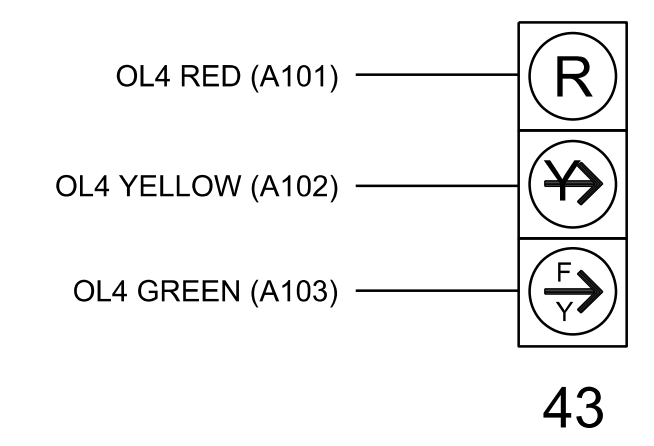 OL4 RED (A101)
R
OL4 YELLOW (A102)
Y
OL4 GREEN (A103)
F
Y
43